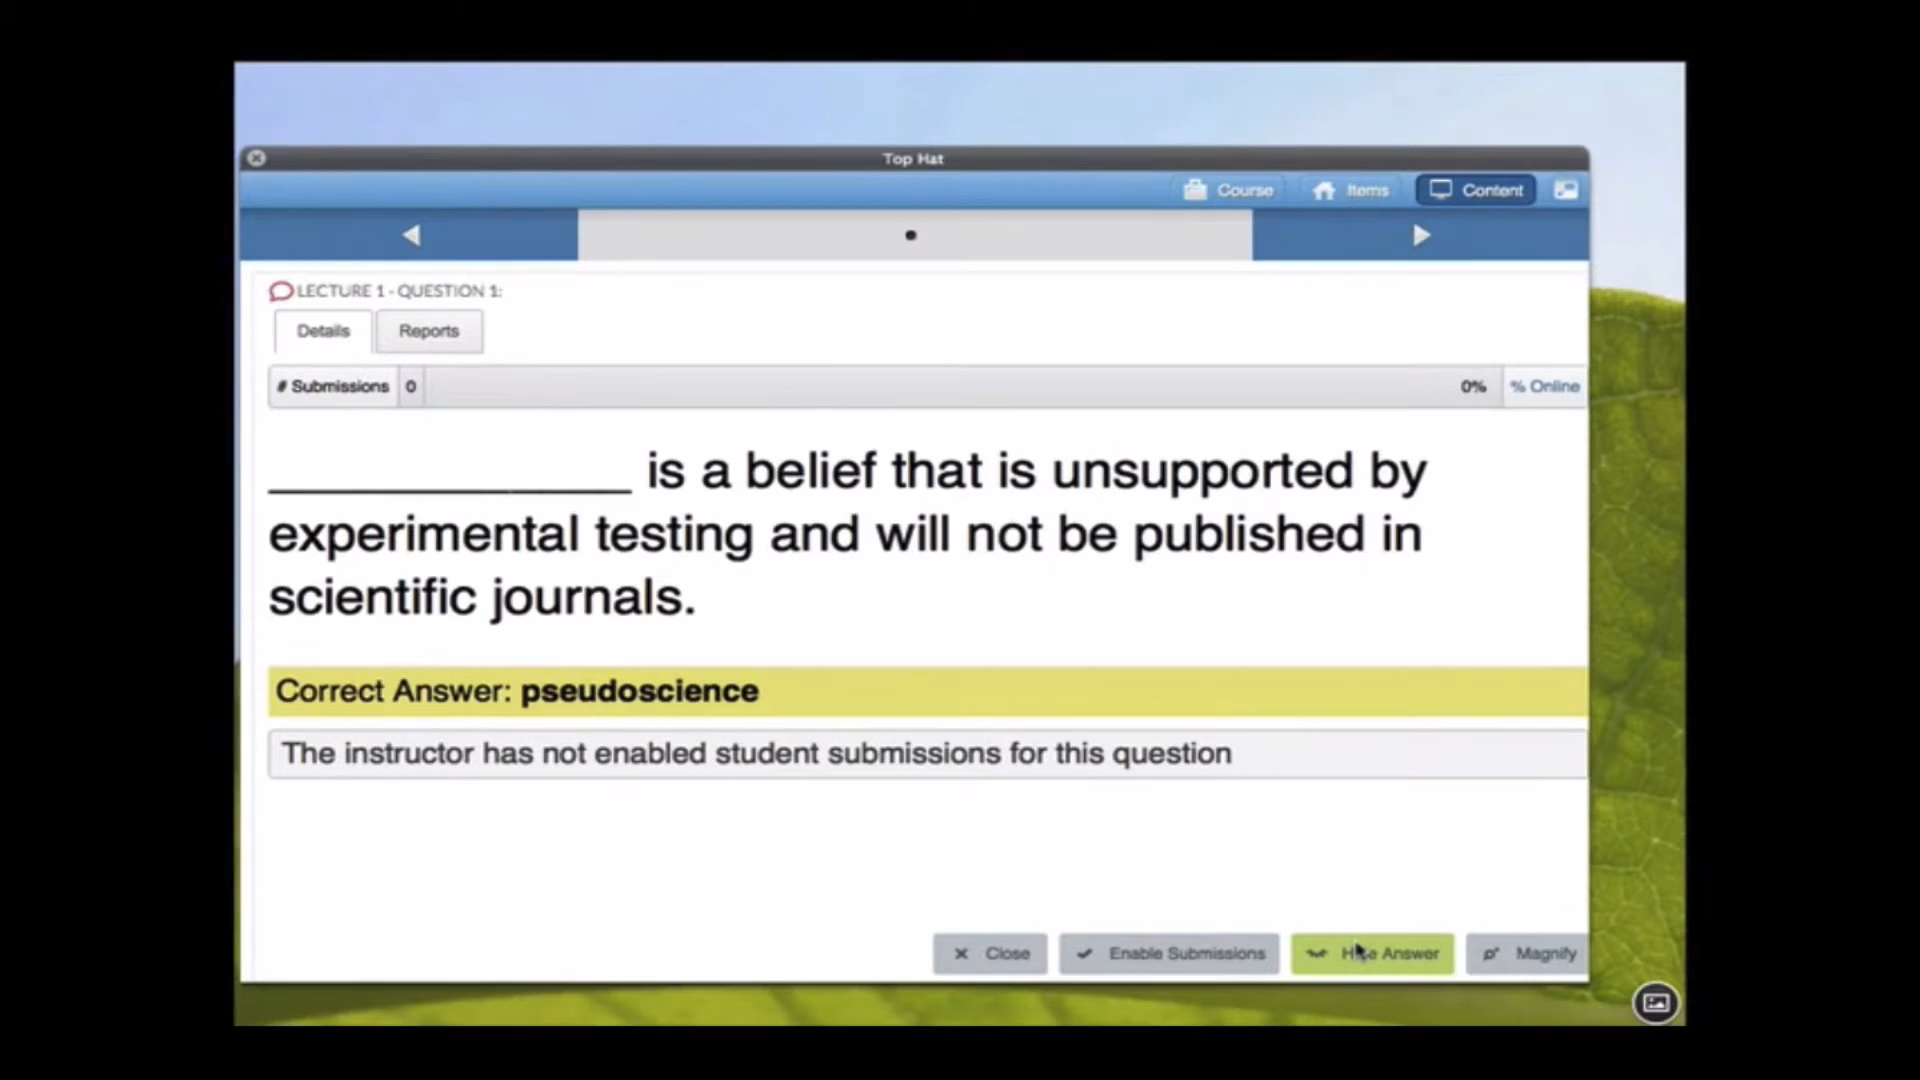 Top Hat
Course
Items
Content
LECTURE 1 - QUESTION 1:
Details
Reports
# Submissions 0 0% % Online
______________ is a belief that is unsupported by
experimental testing and will not be published in
scientific journals.
Correct Answer: pseudoscience
The instructor has not enabled student submissions for this question
Close
Enable Submissions
Hide Answer
Magnify